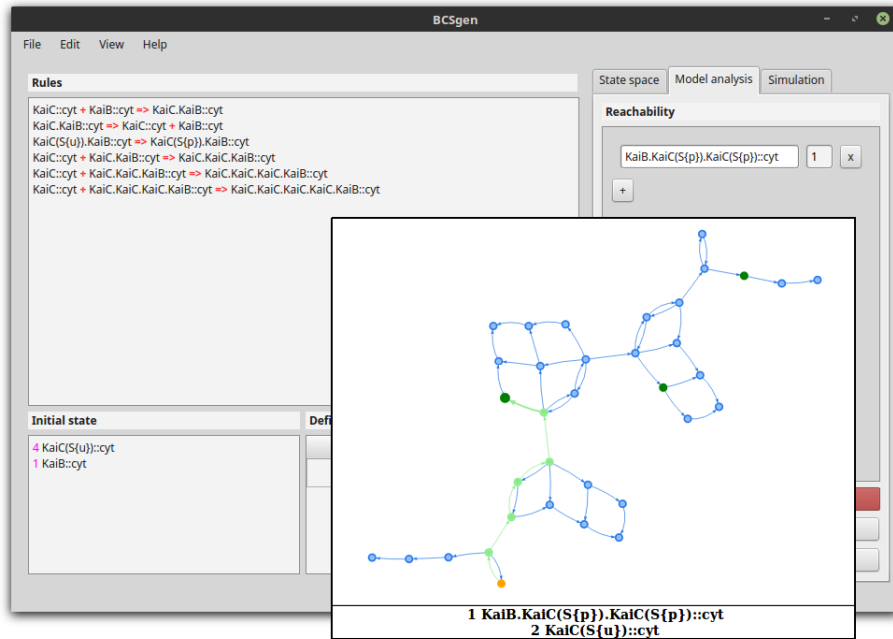 BCSgen
File Edit View Help
Rules
KaiC::cyt + KaiB::cyt => KaiC.KaiB::cyt
KaiC.KaiB::cyt => KaiC::cyt + KaiB::cyt
KaiC(S{u}).KaiB::cyt => KaiC(S{p}).KaiB::cyt
KaiC::cyt + KaiC.KaiB::cyt => KaiC.KaiC.KaiB::cyt
KaiC::cyt + KaiC.KaiC.KaiB::cyt => KaiC.KaiC.KaiC.KaiB::cyt
KaiC::cyt + KaiC.KaiC.KaiC.KaiB::cyt => KaiC.KaiC.KaiC.KaiC.KaiB::cyt
State space Model analysis Simulation
Reachability
KaiB.KaiC(S{p}).KaiC(S{p})::cyt 1 x
+
Initial state
4 KaiC(S{u})::cyt
1 KaiB::cyt
Defi
1 KaiB.KaiC(S{p}).KaiC(S{p})::cyt
2 KaiC(S{u})::cyt